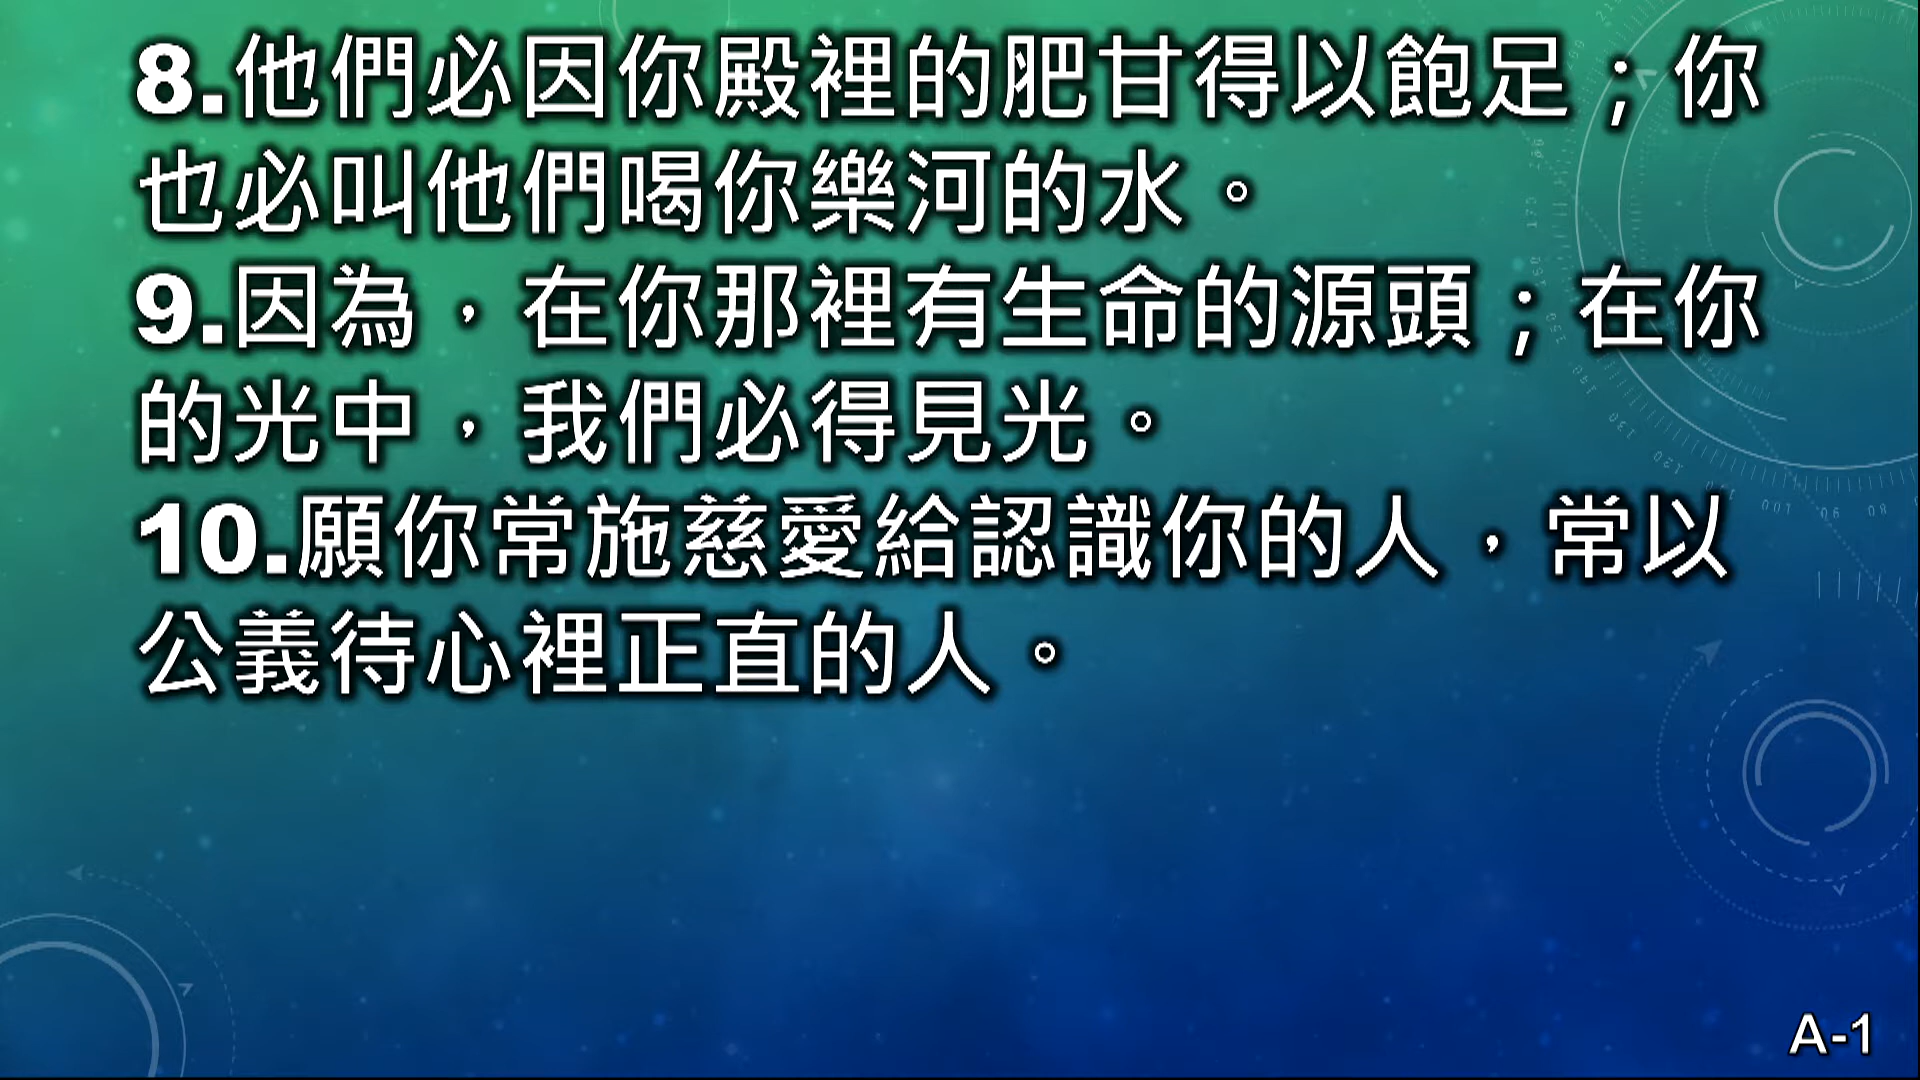 8.他們必因你殿裡的肥甘得以飽足；你
也必叫他們喝你樂河的水。
9.因為，在你那裡有生命的源頭；在你
的光中，我們必得見光。
10.願你常施慈愛給認識你的人，常以
公義待心裡正直的人。
A-1